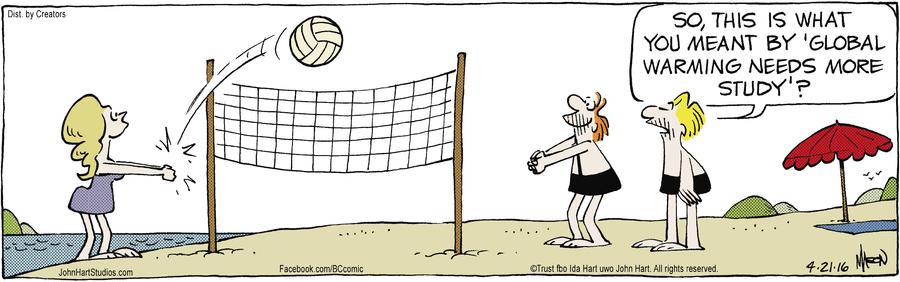 Dist. by Creators
SO, THIS IS WHAT
YOU MEANT BY 'GLOBAL
WARMING NEEDS MORE
STUDY'?
JohnHartStudios.com
Facebook.com/BCcomic
©Trust fbo Ida Hart uwo John Hart. All rights reserved.
4-21-16